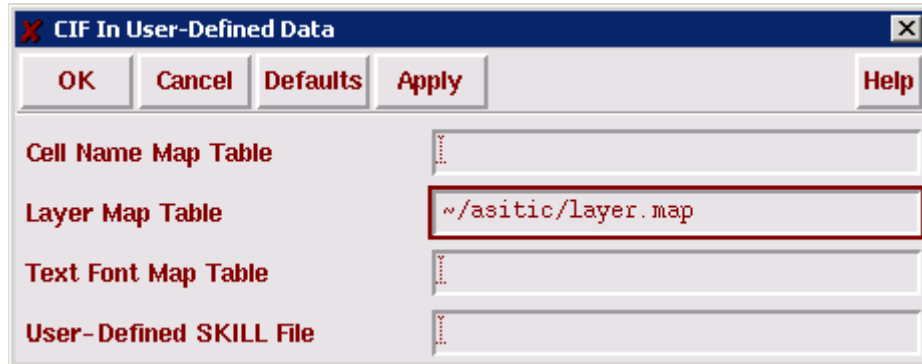 CIF In User-Defined Data
OK Cancel Defaults Apply Help
Cell Name Map Table
Layer Map Table ~/asitic/layer.map
Text Font Map Table
User-Defined SKILL File